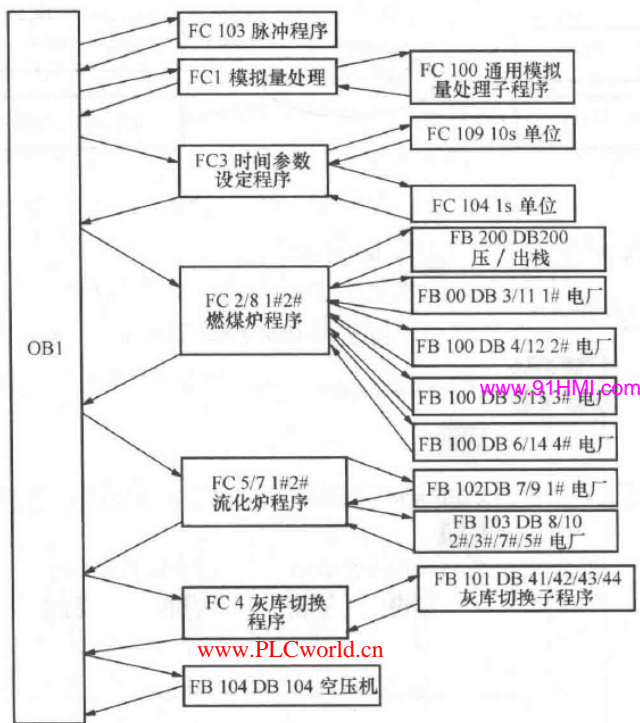 OB1
FC 103 脉冲程序
FC1 模拟量处理
FC 100 通用模拟
量处理子程序
FC3 时间参数
设定程序
FC 109 10s 单位
FC 104 1s 单位
FC 2/8 1#2#
燃煤炉程序
FB 200 DB200
压 / 出栈
FB 00 DB 3/11 1# 电厂
FB 100 DB 4/12 2# 电厂
FB 100 DB 5/13 3# 电厂
www.91HMI.com
FB 100 DB 6/14 4# 电厂
FC 5/7 1#2#
流化炉程序
FB 102DB 7/9 1# 电厂
FB 103 DB 8/10
2#/3#/7#/5# 电厂
FC 4 灰库切换
程序
FB 101 DB 41/42/43/44
灰库切换子程序
www.PLCworld.cn
FB 104 DB 104 空压机